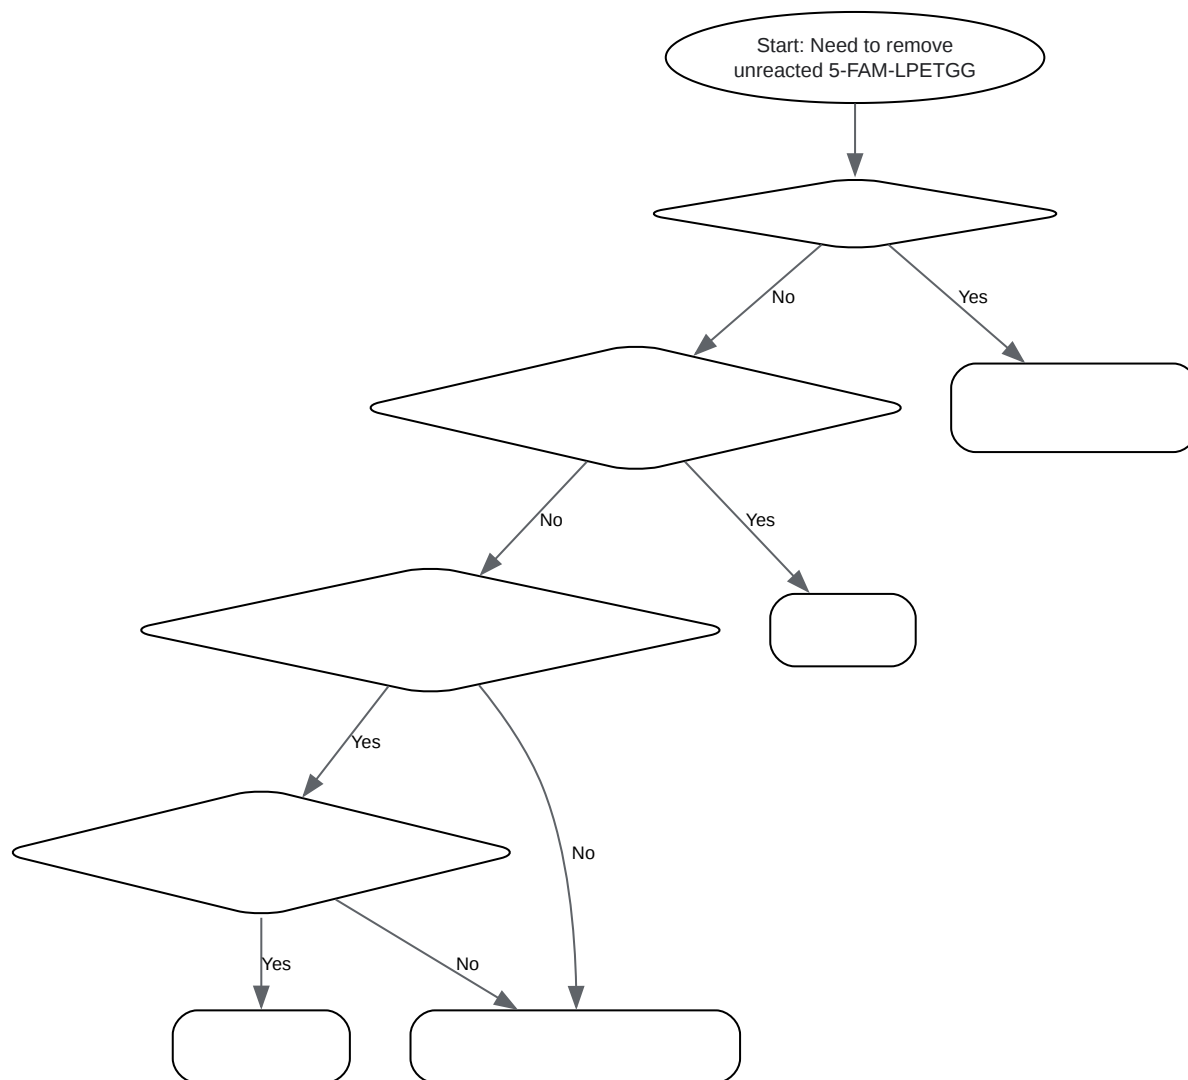 Start: Need to remove
unreacted 5-FAM-LPETGG
No
Yes
No
Yes
Yes
No
Yes
No